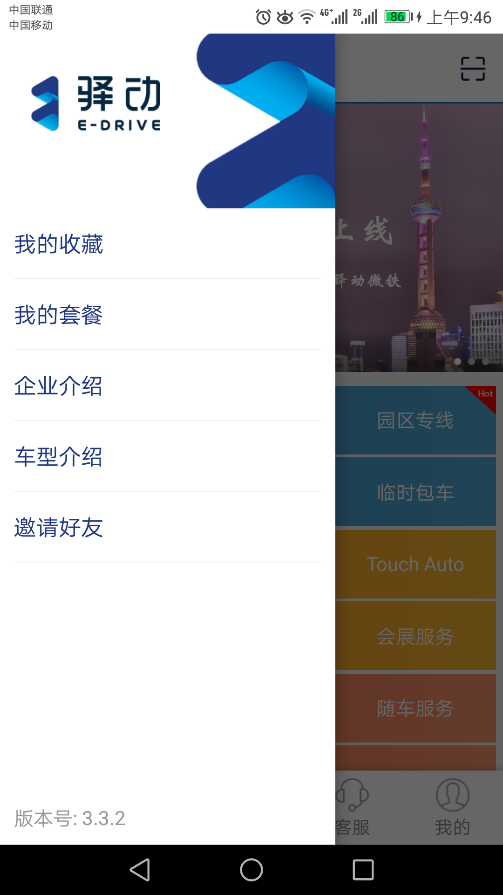 中国联通
中国移动
4G+ 2G 86 上午9:46
驿动
E-DRIVE
上线
驿动微铁
我的收藏
我的套餐
企业介绍
车型介绍
邀请好友
Hot
园区专线
临时包车
Touch Auto
会展服务
随车服务
版本号: 3.3.2
客服
我的